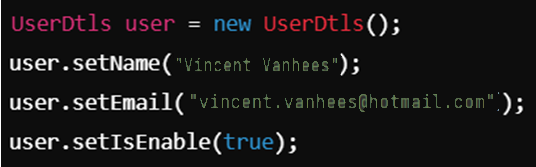 UserDtls user = new UserDtls();
user.setName("Vincent Vanhees");
user.setEmail("vincent.vanhees@hotmail.com");
user.setIsEnable(true);